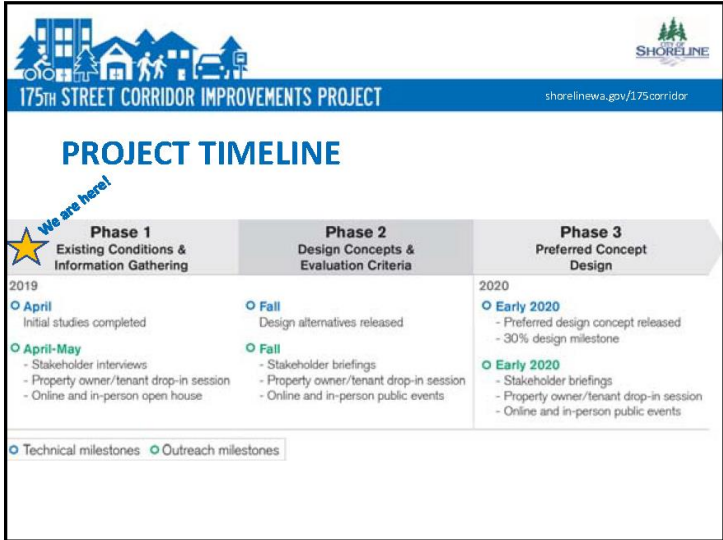 CITY OF
SHORELINE
175TH STREET CORRIDOR IMPROVEMENTS PROJECT
shorelinewa.gov/175corridor
PROJECT TIMELINE
We are here!
Phase 1
Existing Conditions &
Information Gathering
Phase 2
Design Concepts &
Evaluation Criteria
Phase 3
Preferred Concept
Design
2019
April
Initial studies completed
April-May
- Stakeholder interviews
- Property owner/tenant drop-in session
- Online and in-person open house
Fall
Design alternatives released
Fall
- Stakeholder briefings
- Property owner/tenant drop-in session
- Online and in-person public events
2020
Early 2020
- Preferred design concept released
- 30% design milestone
Early 2020
- Stakeholder briefings
- Property owner/tenant drop-in session
- Online and in-person public events
Technical milestones
Outreach milestones